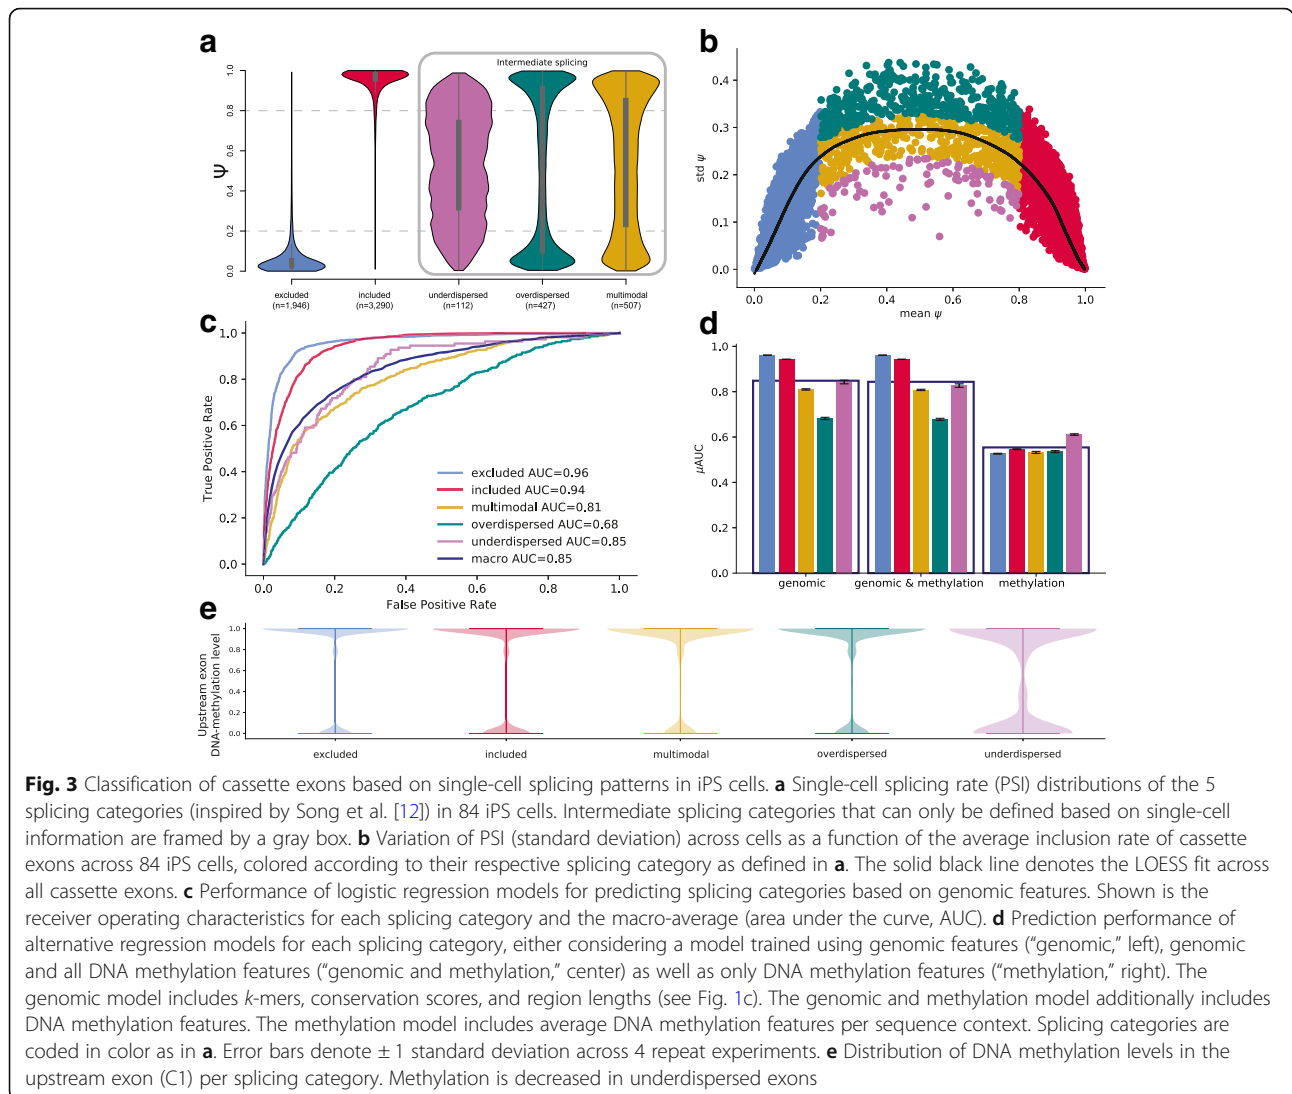 a
Intermediate splicing
1.0
0.8
0.6
0.4
0.2
0.0
Ψ
excluded
(n=1,946)
included
(n=3,290)
underdispersed
(n=112)
overdispersed
(n=427)
multimodal
(n=507)
b
0.4
0.3
0.2
0.1
0.0
std ψ
0.0 0.2 0.4 0.6 0.8 1.0
mean ψ
c
1.0
0.8
0.6
0.4
0.2
0.0
True Positive Rate
excluded AUC=0.96
included AUC=0.94
multimodal AUC=0.81
overdispersed AUC=0.68
underdispersed AUC=0.85
macro AUC=0.85
0.0 0.2 0.4 0.6 0.8 1.0
False Positive Rate
d
1.0
0.8
0.6
0.4
0.2
0.0
μAUC
genomic genomic & methylation methylation
e
Upstream exon
DNA-methylation level
1.0
0.8
0.6
0.4
0.2
0.0
excluded included multimodal overdispersed underdispersed
Fig. 3 Classification of cassette exons based on single-cell splicing patterns in iPS cells. a Single-cell splicing rate (PSI) distributions of the 5
splicing categories (inspired by Song et al. [12]) in 84 iPS cells. Intermediate splicing categories that can only be defined based on single-cell
information are framed by a gray box. b Variation of PSI (standard deviation) across cells as a function of the average inclusion rate of cassette
exons across 84 iPS cells, colored according to their respective splicing category as defined in a. The solid black line denotes the LOESS fit across
all cassette exons. c Performance of logistic regression models for predicting splicing categories based on genomic features. Shown is the
receiver operating characteristics for each splicing category and the macro-average (area under the curve, AUC). d Prediction performance of
alternative regression models for each splicing category, either considering a model trained using genomic features (“genomic,” left), genomic
and all DNA methylation features (“genomic and methylation,” center) as well as only DNA methylation features (“methylation,” right). The
genomic model includes k-mers, conservation scores, and region lengths (see Fig. 1c). The genomic and methylation model additionally includes
DNA methylation features. The methylation model includes average DNA methylation features per sequence context. Splicing categories are
coded in color as in a. Error bars denote ± 1 standard deviation across 4 repeat experiments. e Distribution of DNA methylation levels in the
upstream exon (C1) per splicing category. Methylation is decreased in underdispersed exons